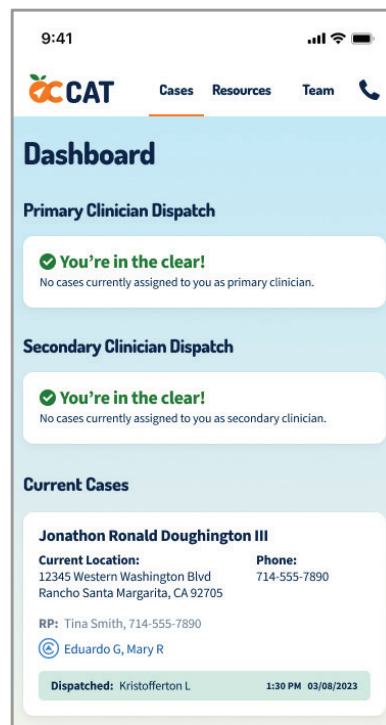 9:41
OC CAT Cases Resources Team
Dashboard
Primary Clinician Dispatch
You're in the clear!
No cases currently assigned to you as primary clinician.
Secondary Clinician Dispatch
You're in the clear!
No cases currently assigned to you as secondary clinician.
Current Cases
Jonathon Ronald Doughington III
Current Location: Phone:
12345 Western Washington Blvd 714-555-7890
Rancho Santa Margarita, CA 92705
RP: Tina Smith, 714-555-7890
Eduardo G, Mary R
Dispatched: Kristofferton L 1:30 PM 03/08/2023